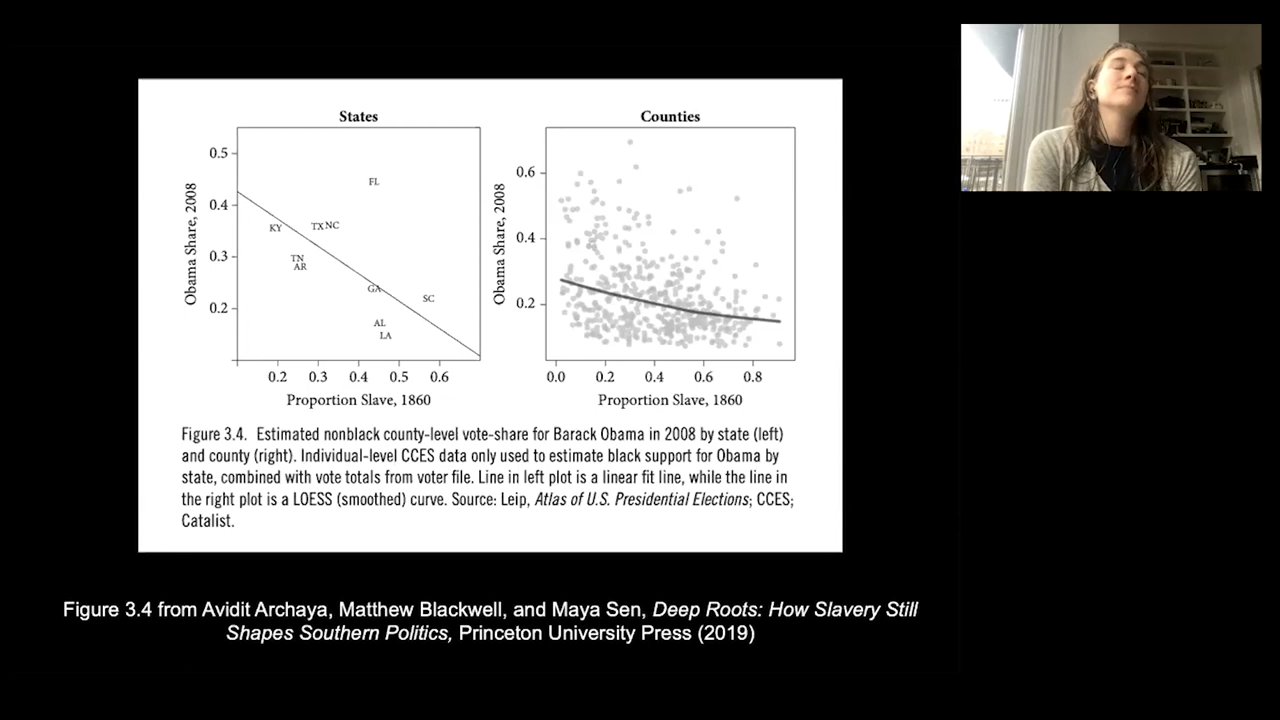 States
Counties
Obama Share, 2008
0.5
0.4
0.3
0.2
FL
KY
TX NC
TN
AR
GA
SC
AL
LA
0.2 0.3 0.4 0.5 0.6
Proportion Slave, 1860
Obama Share, 2008
0.6
0.4
0.2
0.0 0.2 0.4 0.6 0.8
Proportion Slave, 1860
Figure 3.4. Estimated nonblack county-level vote-share for Barack Obama in 2008 by state (left)
and county (right). Individual-level CCES data only used to estimate black support for Obama by
state, combined with vote totals from voter file. Line in left plot is a linear fit line, while the line in
the right plot is a LOESS (smoothed) curve. Source: Leip, Atlas of U.S. Presidential Elections; CCES;
Catalist.
Figure 3.4 from Avidit Archaya, Matthew Blackwell, and Maya Sen, Deep Roots: How Slavery Still
Shapes Southern Politics, Princeton University Press (2019)